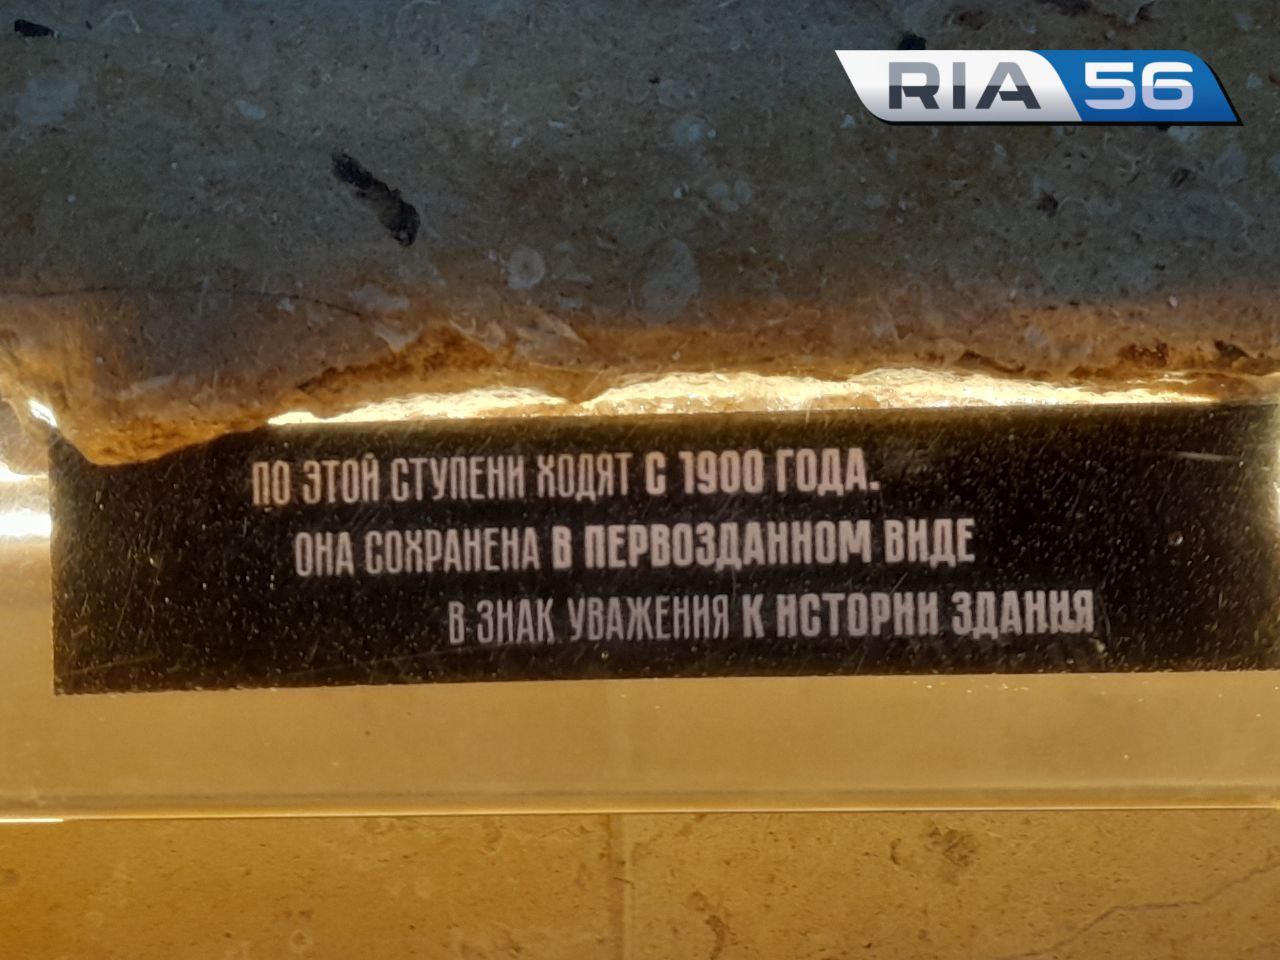 RIA 56
ПО ЭТОЙ СТУПЕНИ ХОДЯТ С 1900 ГОДА.
ОНА СОХРАНЕНА В ПЕРВОЗДАННОМ ВИДЕ
В ЗНАК УВАЖЕНИЯ К ИСТОРИИ ЗДАНИЯ